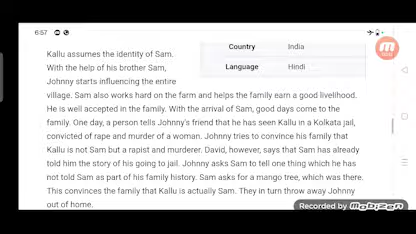 6:57
Kallu assumes the identity of Sam.
With the help of his brother Sam,
Johnny starts influencing the entire
village. Sam also works hard on the farm and helps the family earn a good livelihood.
He is well accepted in the family. With the arrival of Sam, good days come to the
family. One day, a person tells Johnny's friend that he has seen Kallu in a Kolkata jail,
convicted of rape and murder of a woman. Johnny tries to convince his family that
Kallu is not Sam but a rapist and murderer. David, however, says that Sam has already
told him the story of his going to jail. Johnny asks Sam to tell one thing which he has
not told Sam as part of his family history. Sam asks for a mango tree, which was there.
This convinces the family that Kallu is actually Sam. They in turn throw away Johnny
out of home.
Country India
Language Hindi
Recorded by Mobizen